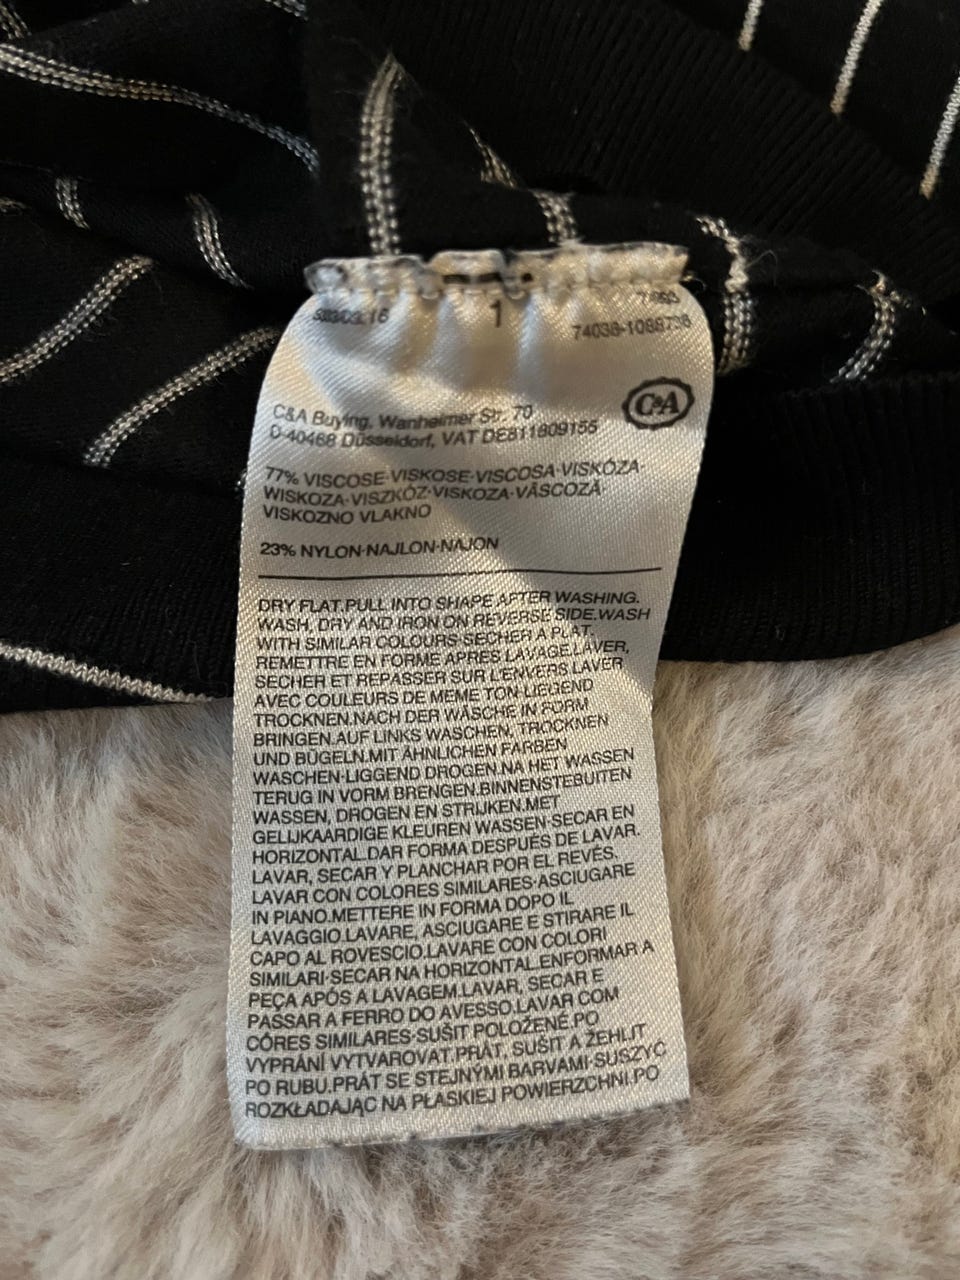 1
74038-1088738
C&A
C&A Buying, Wanheimer Str. 70
D-40468 Düsseldorf, VAT DE811809155
77% VISCOSE·VISKOSE·VISCOSA·VISKÓZA·
WISKOZA·VISZKÓZ·VISKOZA·VÂSCOZĂ·
VISKOZNO VLAKNO
23% NYLON·NAJLON·NAJON
DRY FLAT.PULL INTO SHAPE AFTER WASHING.
WASH, DRY AND IRON ON REVERSE SIDE.WASH
WITH SIMILAR COLOURS·SECHER A PLAT.
REMETTRE EN FORME APRES LAVAGE.LAVER,
SECHER ET REPASSER SUR L'ENVERS LAVER
AVEC COULEURS DE MEME TON·LIEGEND
TROCKNEN.NACH DER WÄSCHE IN FORM
BRINGEN.AUF LINKS WASCHEN, TROCKNEN
UND BÜGELN.MIT ÄHNLICHEN FARBEN
WASCHEN·LIGGEND DROGEN.NA HET WASSEN
TERUG IN VORM BRENGEN.BINNENSTEBUITEN
WASSEN, DROGEN EN STRIJKEN.MET
GELIJKAARDIGE KLEUREN WASSEN·SECAR EN
HORIZONTAL.DAR FORMA DESPUÉS DE LAVAR.
LAVAR, SECAR Y PLANCHAR POR EL REVÉS.
LAVAR CON COLORES SIMILARES·ASCIUGARE
IN PIANO.METTERE IN FORMA DOPO IL
LAVAGGIO.LAVARE, ASCIUGARE E STIRARE IL
CAPO AL ROVESCIO.LAVARE CON COLORI
SIMILARI·SECAR NA HORIZONTAL.ENFORMAR A
PEÇA APÓS A LAVAGEM.LAVAR, SECAR E
PASSAR A FERRO DO AVESSO.LAVAR COM
CÔRES SIMILARES·SUŠIT POLOŽENÉ.PO
VYPRÁNÍ VYTVAROVAT.PRÁT, SUŠIT A ŽEHLIT
PO RUBU.PRÁT SE STEJNÝMI BARVAMI·SUSZYĆ
ROZKŁADAJĄC NA PŁASKIEJ POWIERZCHNI.PO